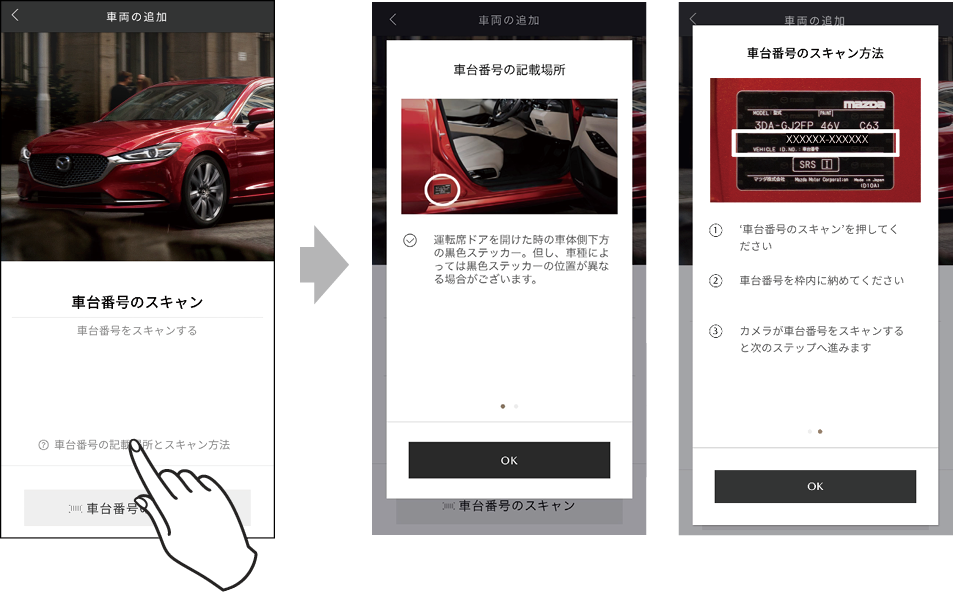 車両の追加
車台番号のスキャン
車台番号をスキャンする
? 車台番号の記載場所とスキャン方法
車台番号の
車両の追加
車台番号の記載場所
運転席ドアを開けた時の車体側下方
の黒色ステッカー。但し、車種によ
っては黒色ステッカーの位置が異な
る場合がございます。
OK
車台番号のスキャン
車両の追加
車台番号のスキャン方法
mazda
MODEL:型式 PAINT
3DA-GJ2FP 46V C63
XXXXXX-XXXXXX
VEHICLE ID.NO.:車台番号
SRS
マツダ株式会社 Mazda Motor Corporation Made in Japan
(D10A)
① '車台番号のスキャン'を押してく
ださい
② 車台番号を枠内に納めてください
③ カメラが車台番号をスキャンする
と次のステップへ進みます
OK